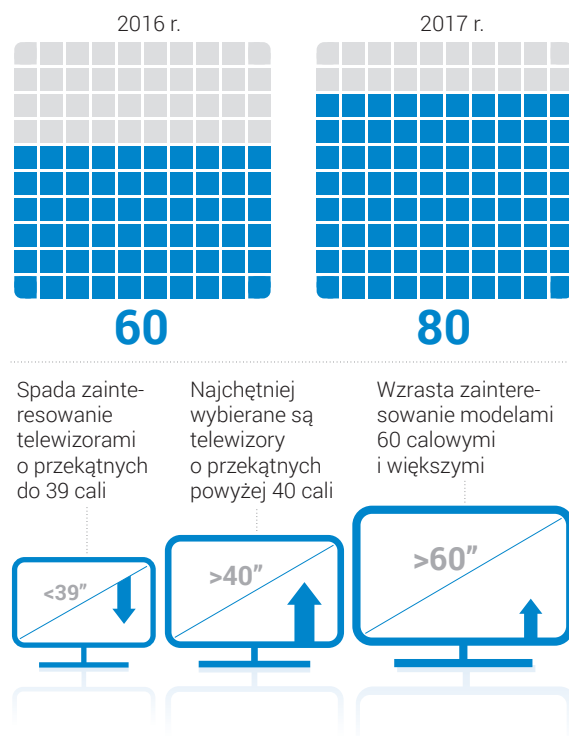 2016 r.
2017 r.
60
80
Spada zainte-
resowanie
telewizorami
o przekątnych
do 39 cali
Najchętniej
wybierane są
telewizory
o przekątnych
powyżej 40 cali
Wzrasta zaintere-
sowanie modelami
60 calowymi
i większymi
<39”
>40”
>60”